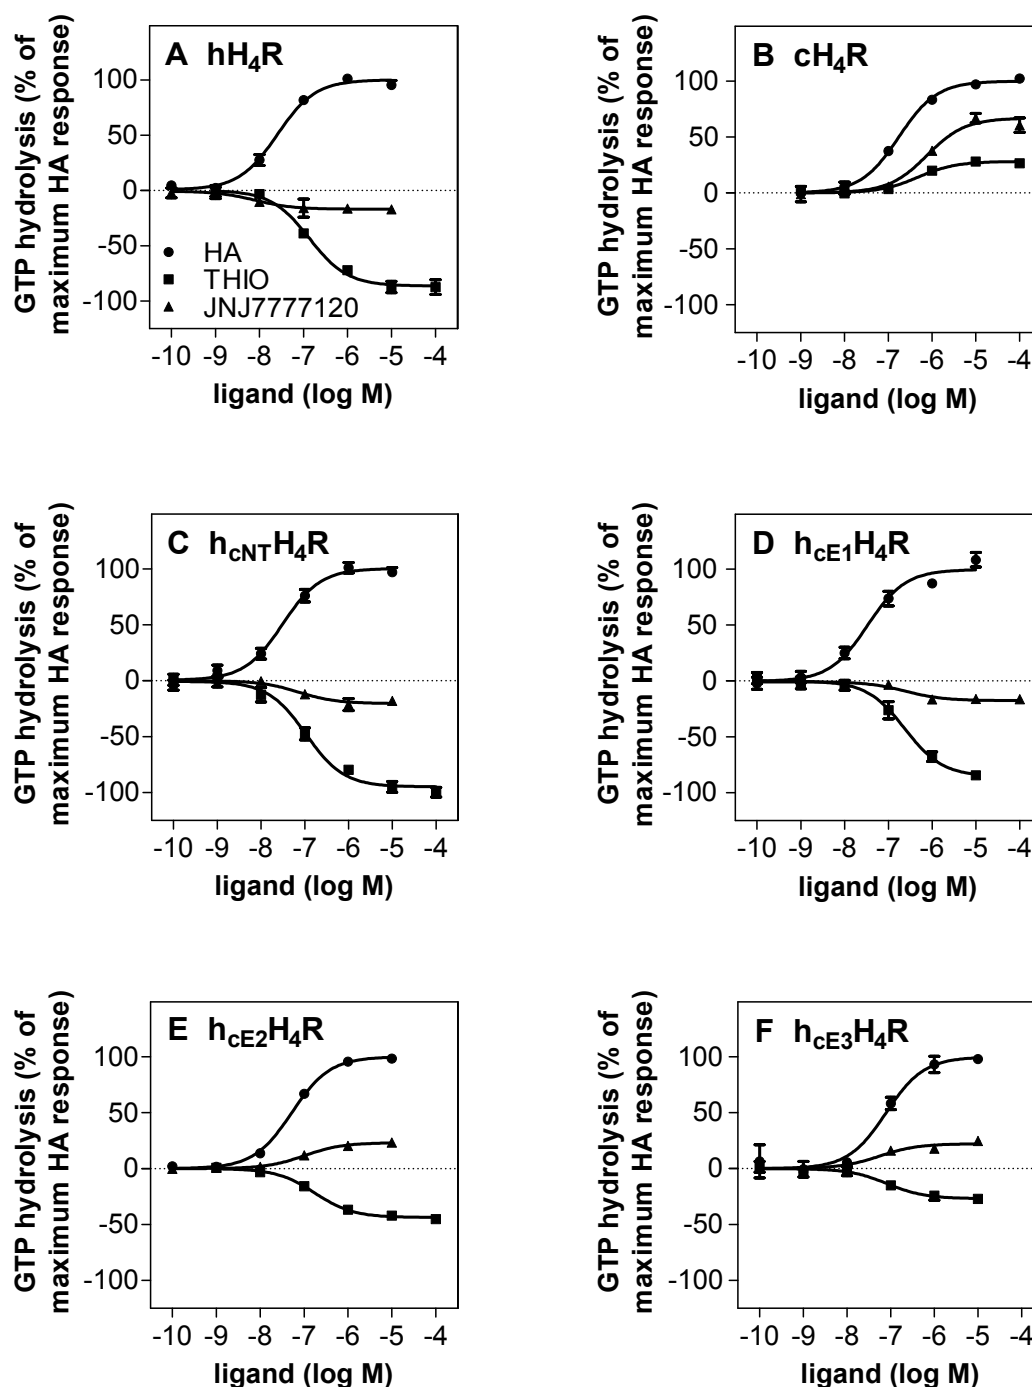 A hH₄R
GTP hydrolysis (% of
maximum HA response)
100
50
0
-50
-100
HA
THIO
JNJ7777120
-10 -9 -8 -7 -6 -5 -4
ligand (log M)
B cH₄R
GTP hydrolysis (% of
maximum HA response)
100
50
0
-50
-100
-10 -9 -8 -7 -6 -5 -4
ligand (log M)
C hcNTH₄R
GTP hydrolysis (% of
maximum HA response)
100
50
0
-50
-100
-10 -9 -8 -7 -6 -5 -4
ligand (log M)
D hcE1H₄R
GTP hydrolysis (% of
maximum HA response)
100
50
0
-50
-100
-10 -9 -8 -7 -6 -5 -4
ligand (log M)
E hcE2H₄R
GTP hydrolysis (% of
maximum HA response)
100
50
0
-50
-100
-10 -9 -8 -7 -6 -5 -4
ligand (log M)
F hcE3H₄R
GTP hydrolysis (% of
maximum HA response)
100
50
0
-50
-100
-10 -9 -8 -7 -6 -5 -4
ligand (log M)